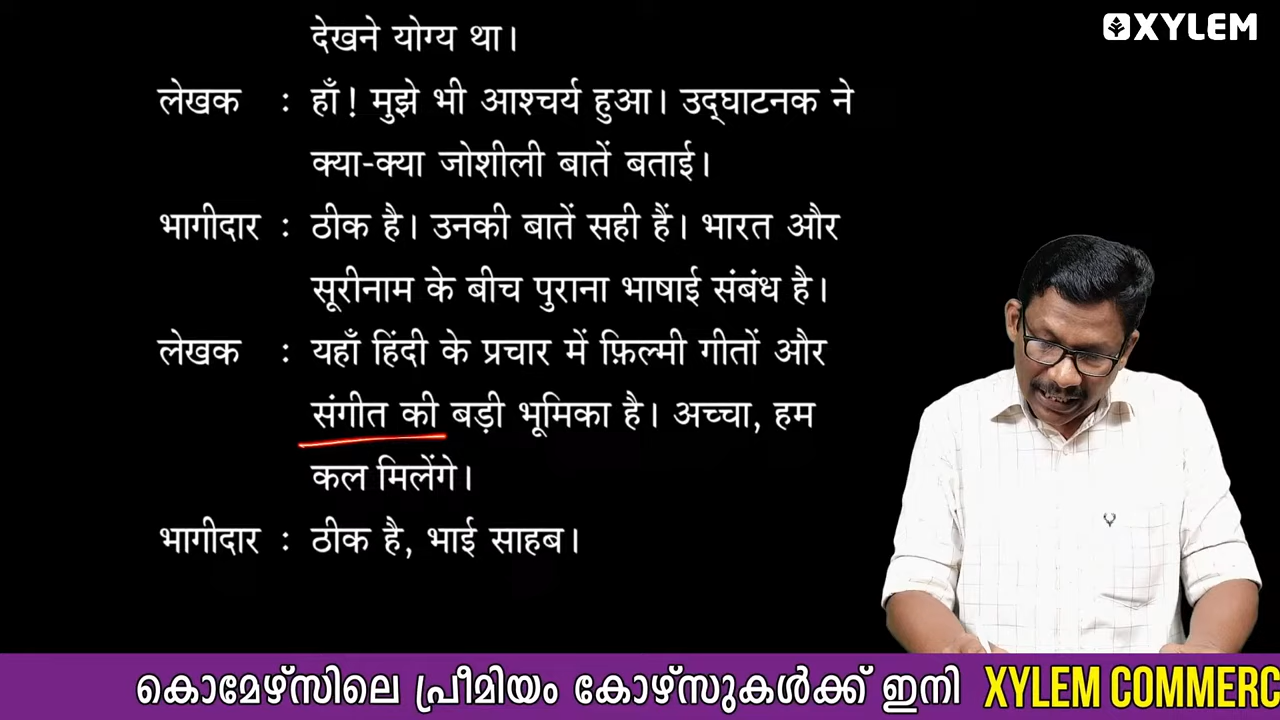 XYLEM
देखने योग्य था।
लेखक : हाँ! मुझे भी आश्चर्य हुआ। उद्‌घाटनक ने
क्या-क्या जोशीली बातें बताई।
भागीदार : ठीक है। उनकी बातें सही हैं। भारत और
सूरीनाम के बीच पुराना भाषाई संबंध है।
लेखक : यहाँ हिंदी के प्रचार में फ़िल्मी गीतों और
संगीत की बड़ी भूमिका है। अच्चा, हम
कल मिलेंगे।
भागीदार : ठीक है, भाई साहब।
കൊമേഴ്സിലെ പ്രീമിയം കോഴ്സുകൾക്ക് ഇനി XYLEM COMMERC